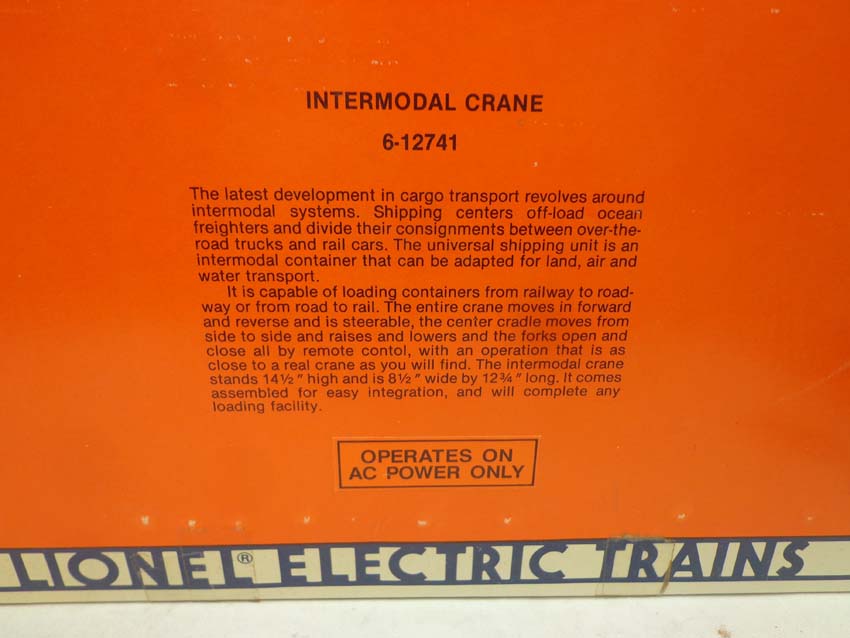 INTERMODAL CRANE
6-12741
The latest development in cargo transport revolves around
intermodal systems. Shipping centers off-load ocean
freighters and divide their consignments between over-the-
road trucks and rail cars. The universal shipping unit is an
intermodal container that can be adapted for land, air and
water transport.
It is capable of loading containers from railway to road-
way or from road to rail. The entire crane moves in forward
and reverse and is steerable, the center cradle moves from
side to side and raises and lowers and the forks open and
close all by remote contol, with an operation that is as
close to a real crane as you will find. The intermodal crane
stands 14½" high and is 8½" wide by 12¾" long. It comes
assembled for easy integration, and will complete any
loading facility.
OPERATES ON
AC POWER ONLY
LIONEL® ELECTRIC TRAINS